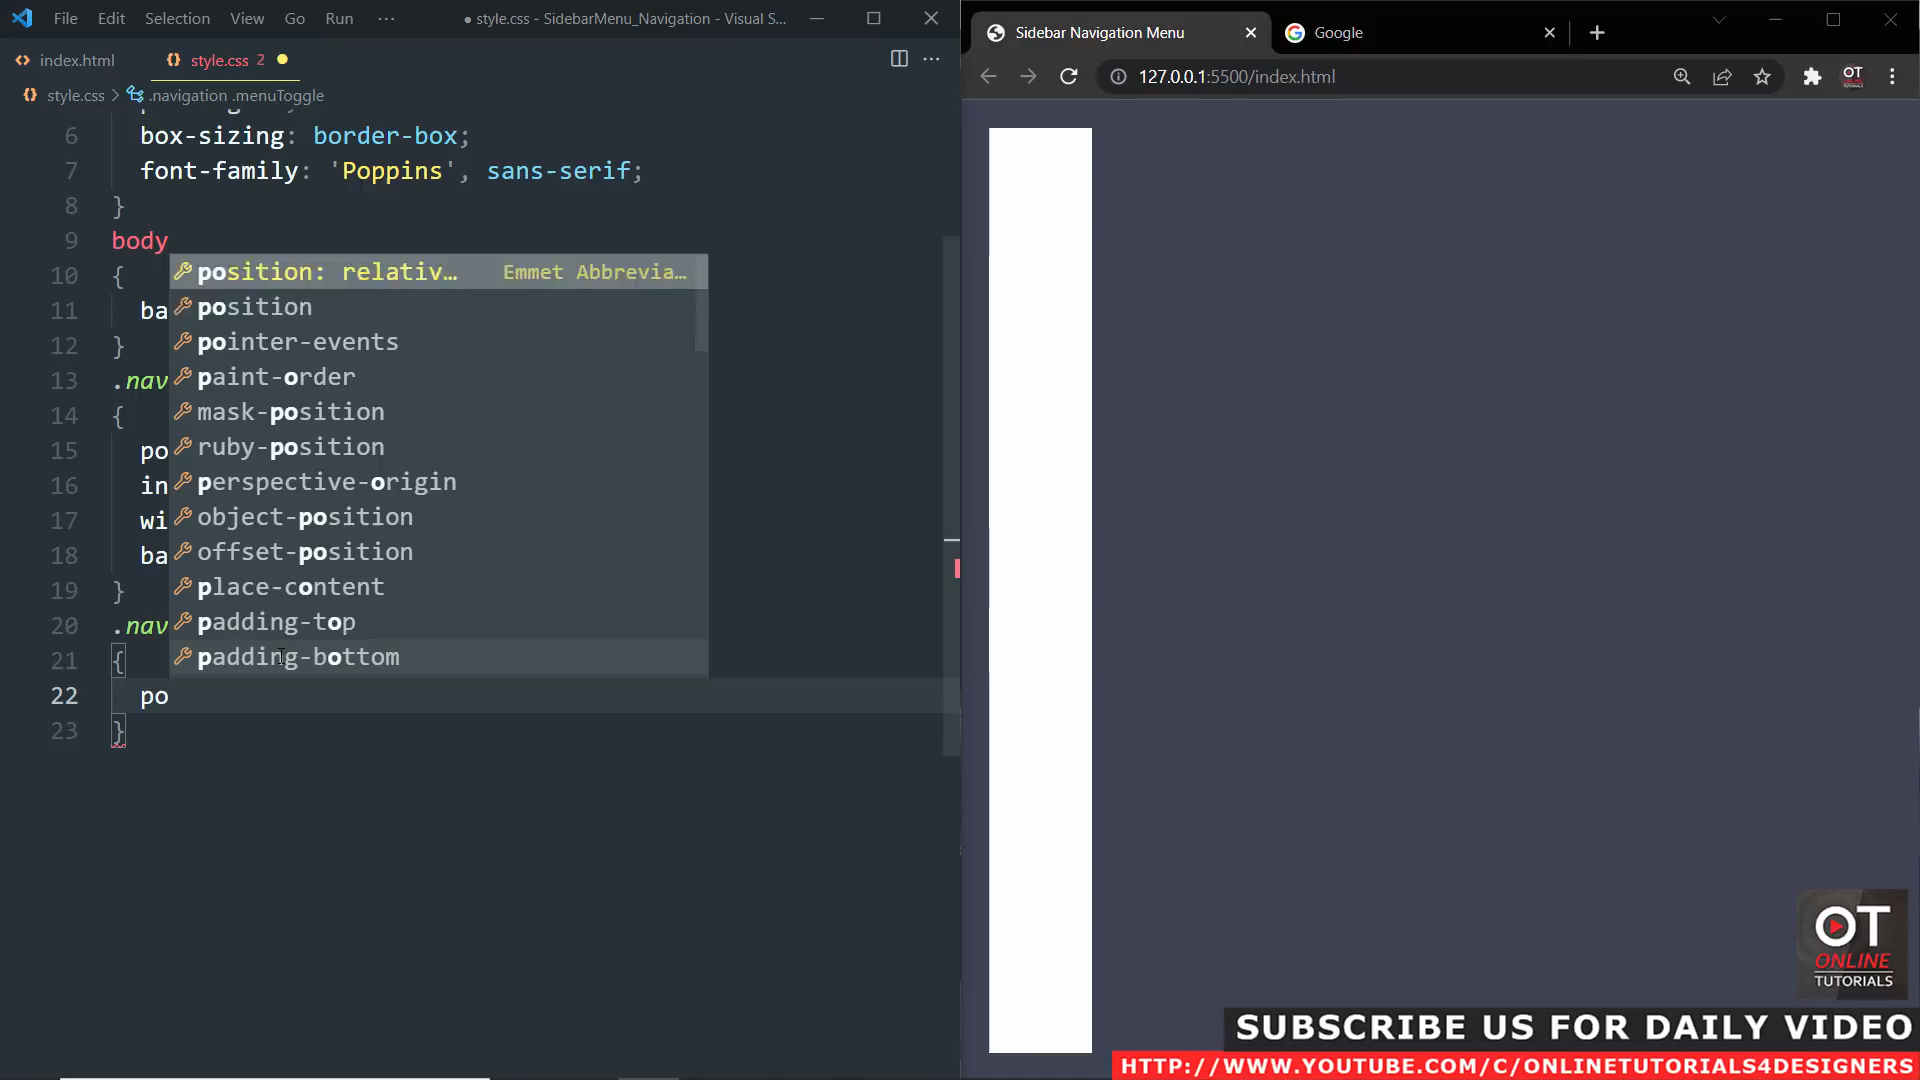 File Edit Selection View Go Run ···
● style.css - SidebarMenu_Navigation - Visual S...
index.html style.css 2
style.css > .navigation .menuToggle
6 box-sizing: border-box;
7 font-family: 'Poppins', sans-serif;
8 }
9 body
10 {
11 ba
12 }
13 .nav
14 {
15 po
16 in
17 wi
18 ba
19 }
20 .nav
21 {
22 po
23 }
position: relativ… Emmet Abbrevia…
position
pointer-events
paint-order
mask-position
ruby-position
perspective-origin
object-position
offset-position
place-content
padding-top
padding-bottom
Sidebar Navigation Menu
Google
127.0.0.1:5500/index.html
OT
OT
ONLINE
TUTORIALS
SUBSCRIBE US FOR DAILY VIDEO
HTTP://WWW.YOUTUBE.COM/C/ONLINETUTORIALS4DESIGNERS